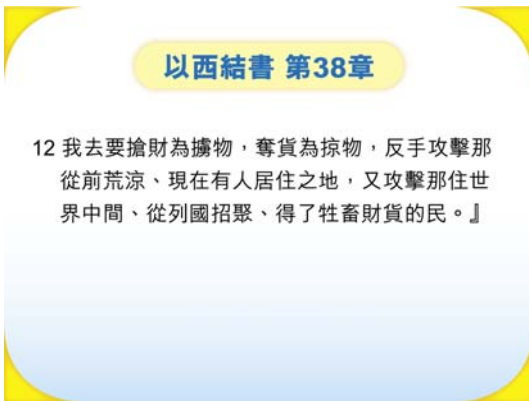 以西結書 第38章
12 我去要搶財為擄物，奪貨為掠物，反手攻擊那
從前荒涼、現在有人居住之地，又攻擊那住世
界中間、從列國招聚、得了牲畜財貨的民。』